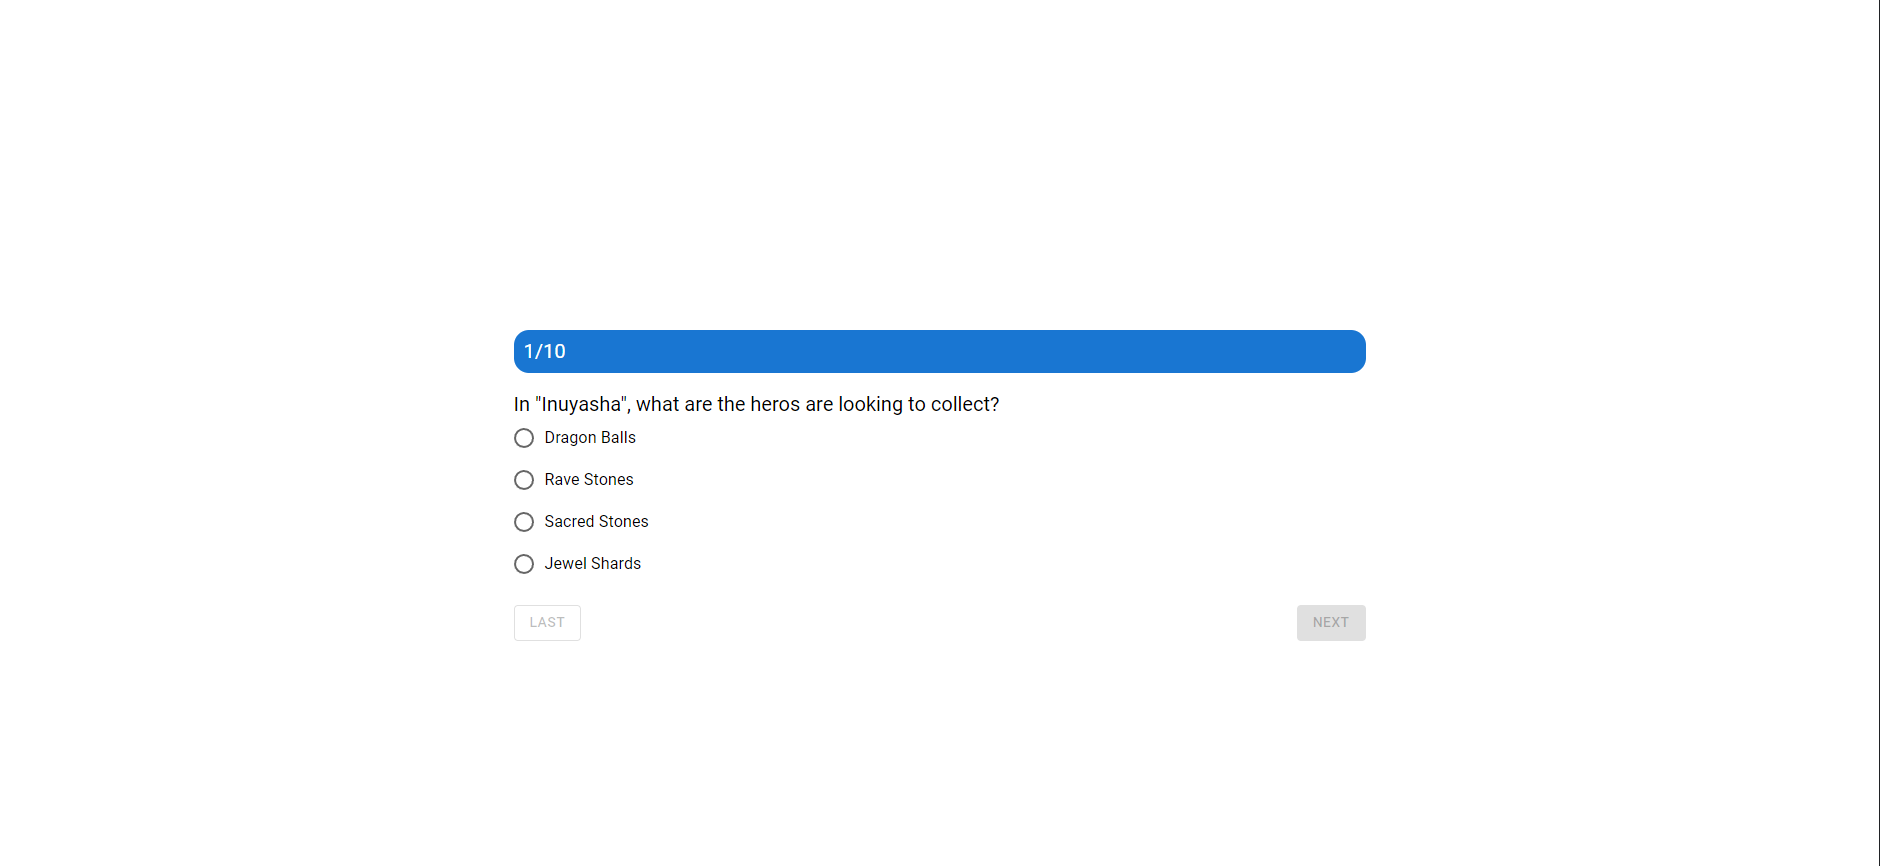 1/10
In "Inuyasha", what are the heros are looking to collect?
Dragon Balls
Rave Stones
Sacred Stones
Jewel Shards
LAST
NEXT